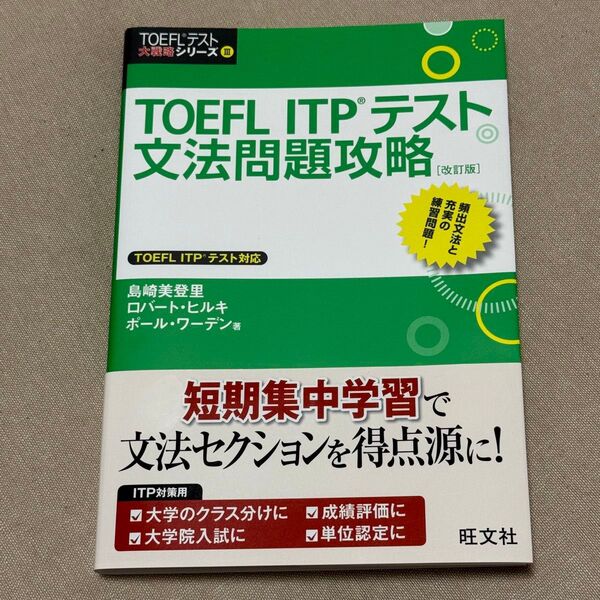 TOEFL®テスト
大戦略シリーズ Ⅲ
TOEFL ITP®テスト
文法問題攻略
[改訂版]
頻出文法と
充実の
練習問題!
TOEFL ITP®テスト対応
島崎美登里
ロバート・ヒルキ
ポール・ワーデン 著
短期集中学習で
文法セクションを得点源に!
ITP対策用
大学のクラス分けに
成績評価に
大学院入試に
単位認定に
旺文社